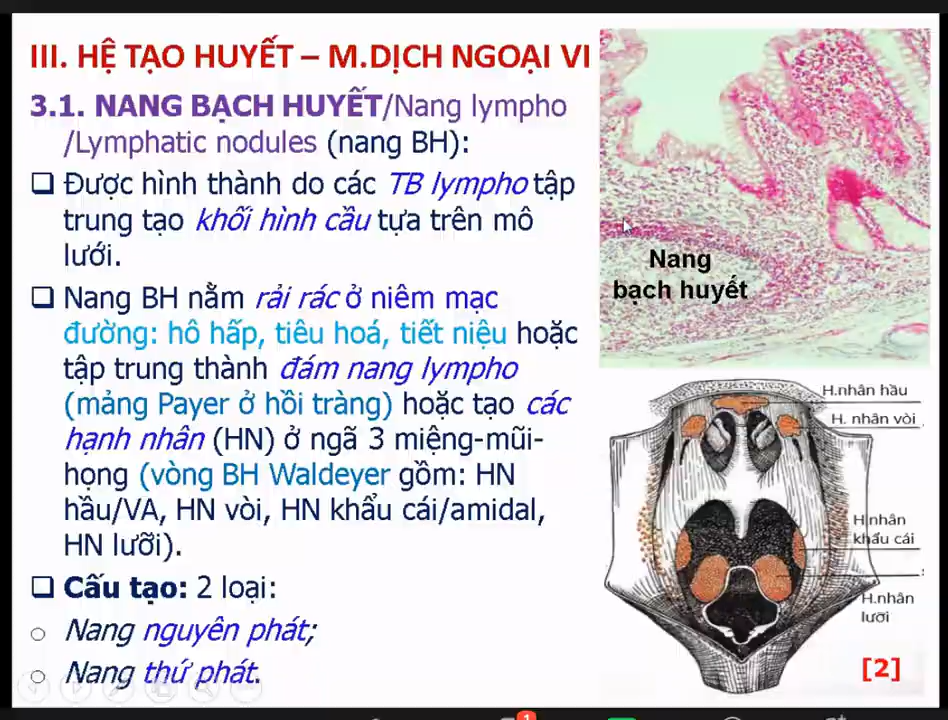 III. HỆ TẠO HUYẾT – M.DỊCH NGOẠI VI
3.1. NANG BẠCH HUYẾT/Nang lympho
/Lymphatic nodules (nang BH):
❑ Được hình thành do các TB lympho tập
trung tạo khối hình cầu tựa trên mô
lưới.
❑ Nang BH nằm rải rác ở niêm mạc
đường: hô hấp, tiêu hoá, tiết niệu hoặc
tập trung thành đám nang lympho
(mảng Payer ở hồi tràng) hoặc tạo các
hạnh nhân (HN) ở ngã 3 miệng-mũi-
họng (vòng BH Waldeyer gồm: HN
hầu/VA, HN vòi, HN khẩu cái/amidal,
HN lưỡi).
❑ Cấu tạo: 2 loại:
○ Nang nguyên phát;
○ Nang thứ phát.
Nang
bạch huyết
H.nhân hầu
H. nhân vòi
H.nhân
khẩu cái
H.nhân
lưỡi
[2]
1